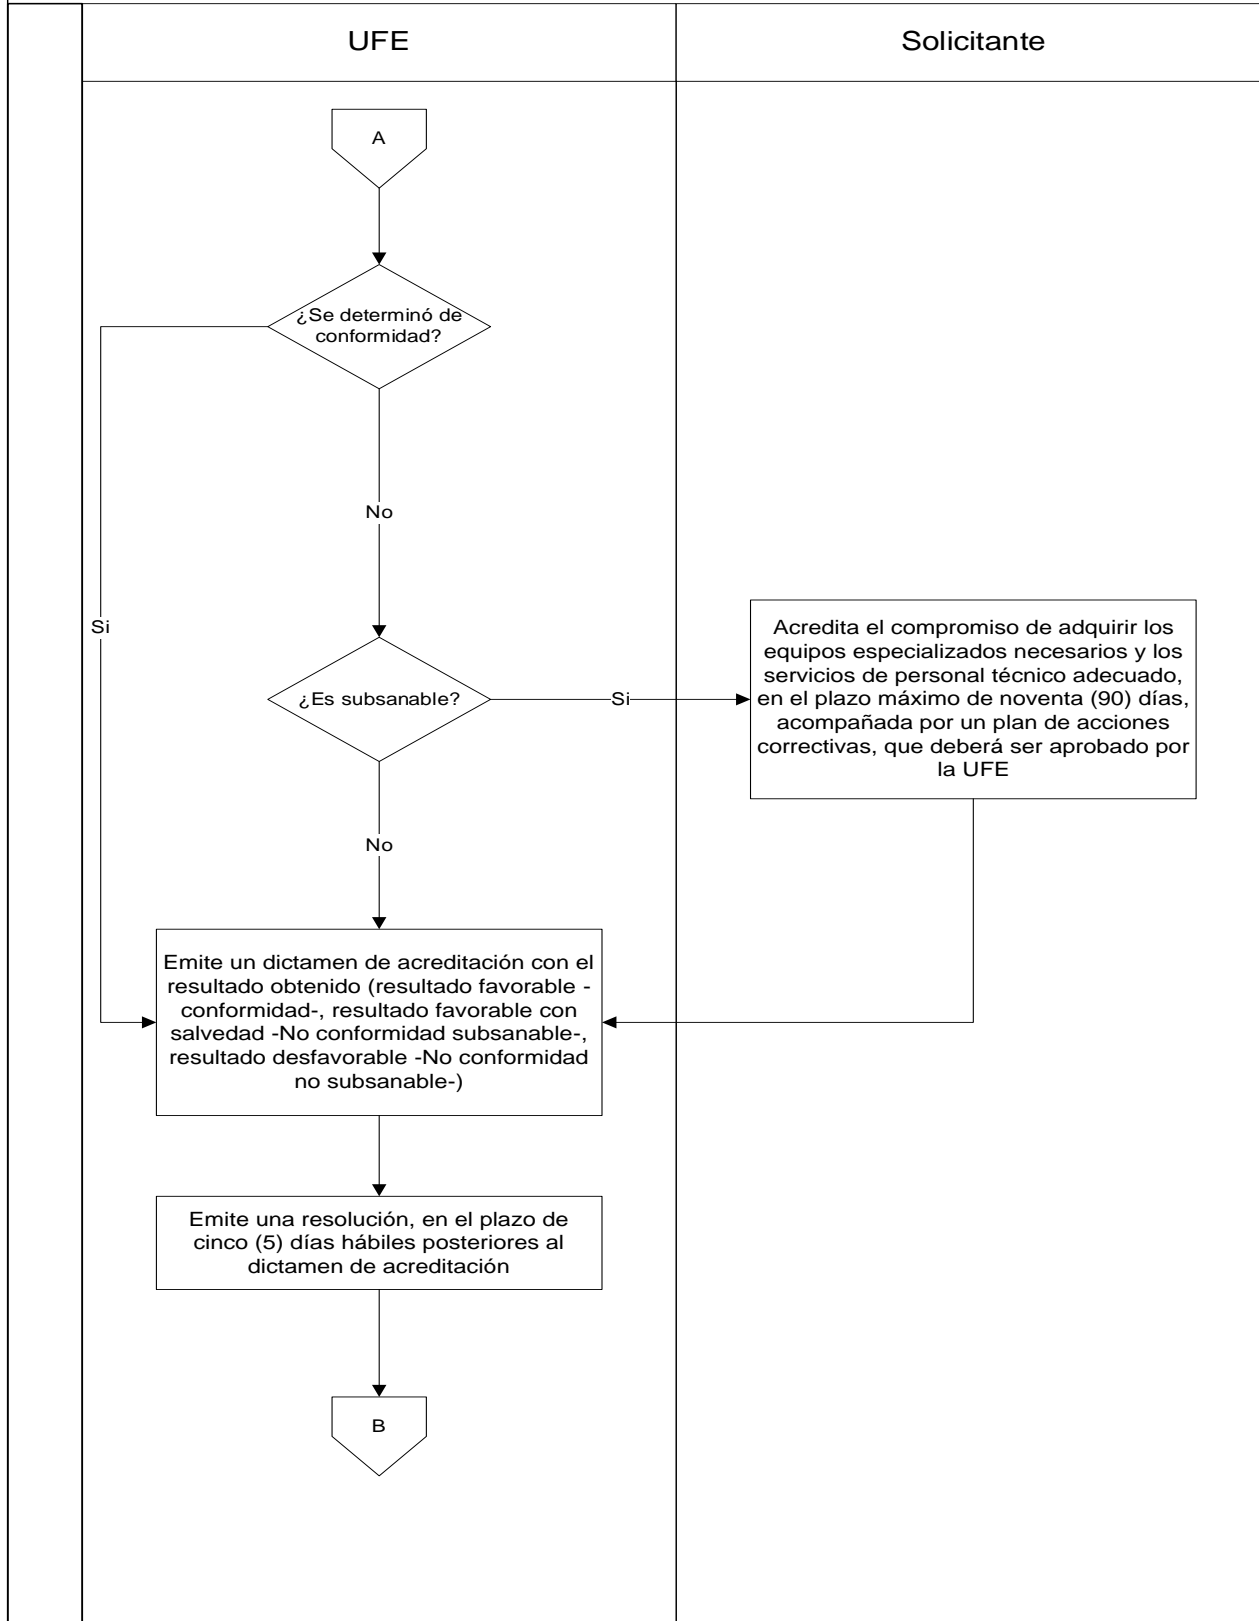 UFE
Solicitante
A
¿Se determinó de
conformidad?
No
Si
¿Es subsanable?
Si
Acredita el compromiso de adquirir los
equipos especializados necesarios y los
servicios de personal técnico adecuado,
en el plazo máximo de noventa (90) días,
acompañada por un plan de acciones
correctivas, que deberá ser aprobado por
la UFE
No
Emite un dictamen de acreditación con el
resultado obtenido (resultado favorable -
conformidad-, resultado favorable con
salvedad -No conformidad subsanable-,
resultado desfavorable -No conformidad
no subsanable-)
Emite una resolución, en el plazo de
cinco (5) días hábiles posteriores al
dictamen de acreditación
B